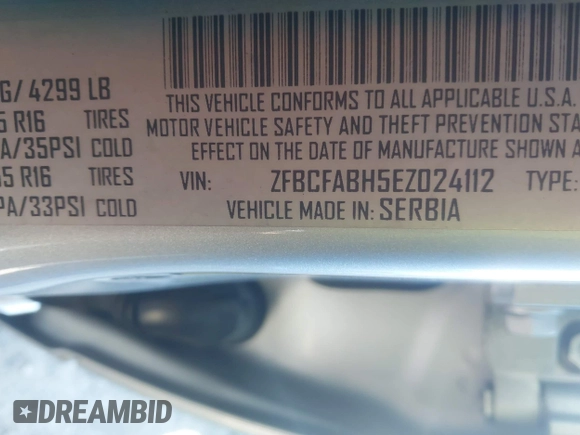 G/ 4299 LB
5 R16 TIRES
A/35PSI COLD
5 R16 TIRES
PA/33PSI COLD
THIS VEHICLE CONFORMS TO ALL APPLICABLE U.S.A.
MOTOR VEHICLE SAFETY AND THEFT PREVENTION STA
EFFECT ON THE DATE OF MANUFACTURE SHOWN AB
VIN: ZFBCFABH5EZ024112 TYPE:
VEHICLE MADE IN: SERBIA
DREAMBID